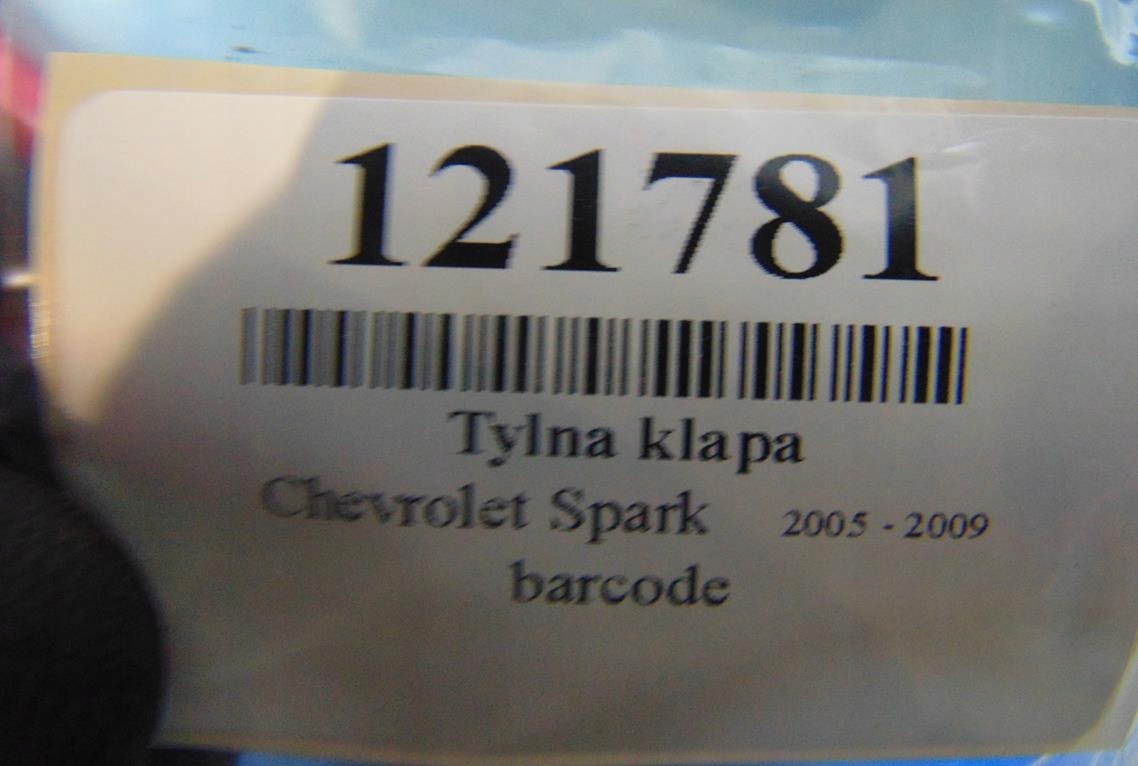 121781
Tylna klapa
Chevrolet Spark 2005 - 2009
barcode